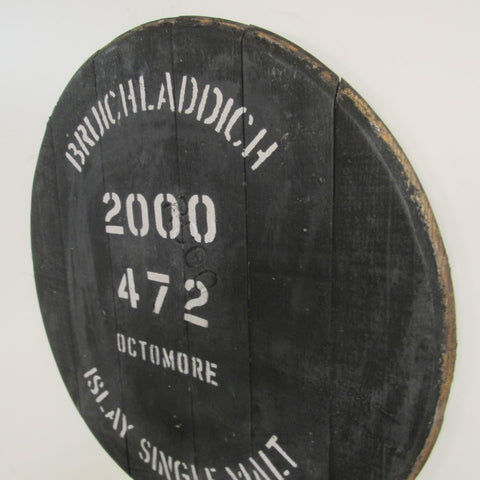 BRUICHLADDICH
2000
472
OCTOMORE
ISLAY SINGLE MALT